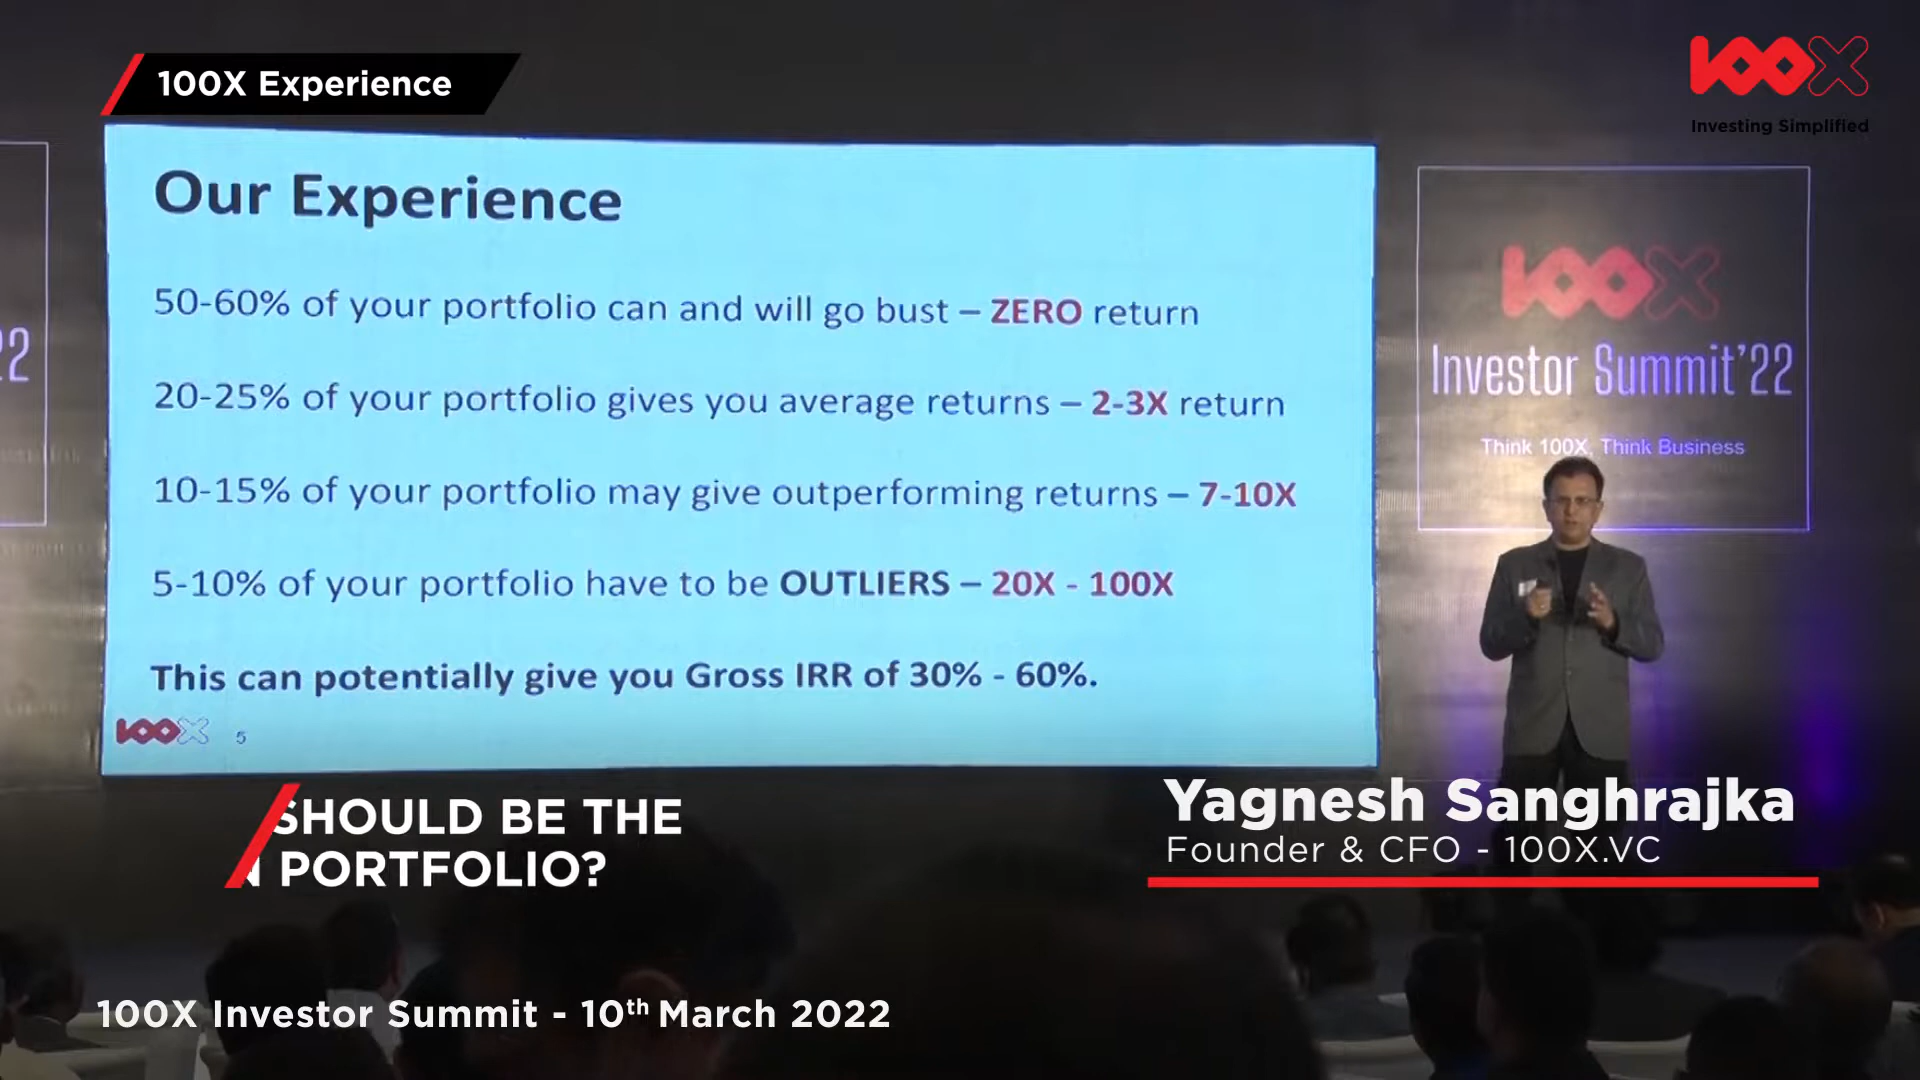 100X Experience
100X
Investing Simplified
Our Experience
50-60% of your portfolio can and will go bust – ZERO return
20-25% of your portfolio gives you average returns – 2-3X return
10-15% of your portfolio may give outperforming returns – 7-10X
5-10% of your portfolio have to be OUTLIERS – 20X - 100X
This can potentially give you Gross IRR of 30% - 60%.
100X 5
22
100X
Investor Summit'22
Think 100X, Think Business
SHOULD BE THE
PORTFOLIO?
Yagnesh Sanghrajka
Founder & CFO - 100X.VC
100X Investor Summit - 10th March 2022